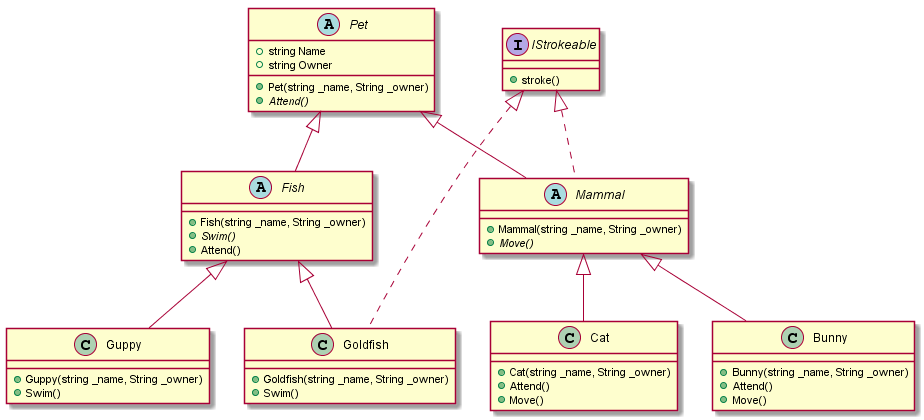 A Pet
string Name
string Owner
Pet(string _name, String _owner)
Attend()
I IStrokeable
stroke()
A Fish
Fish(string _name, String _owner)
Swim()
Attend()
A Mammal
Mammal(string _name, String _owner)
Move()
C Guppy
Guppy(string _name, String _owner)
Swim()
C Goldfish
Goldfish(string _name, String _owner)
Swim()
C Cat
Cat(string _name, String _owner)
Attend()
Move()
C Bunny
Bunny(string _name, String _owner)
Attend()
Move()